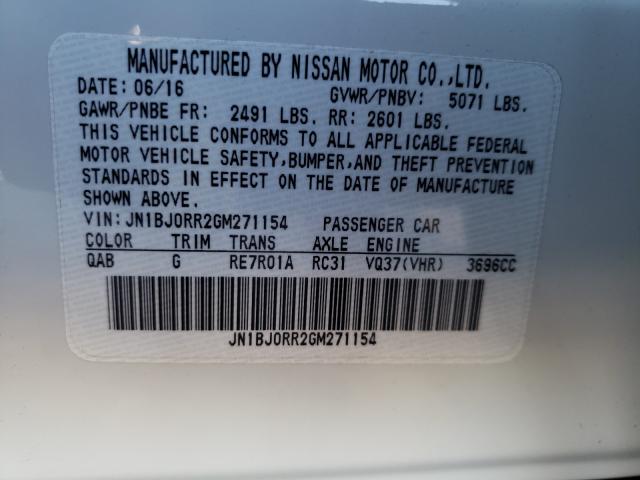 MANUFACTURED BY NISSAN MOTOR CO.,LTD.
DATE: 06/16 GVWR/PNBV: 5071 LBS.
GAWR/PNBE FR: 2491 LBS. RR: 2601 LBS.
THIS VEHICLE CONFORMS TO ALL APPLICABLE FEDERAL
MOTOR VEHICLE SAFETY,BUMPER,AND THEFT PREVENTION
STANDARDS IN EFFECT ON THE DATE OF MANUFACTURE
SHOWN ABOVE.
VIN:JN1BJ0RR2GM271154 PASSENGER CAR
COLOR TRIM TRANS AXLE ENGINE
QAB G RE7R01A RC31 VQ37(VHR) 3696CC
JN1BJ0RR2GM271154